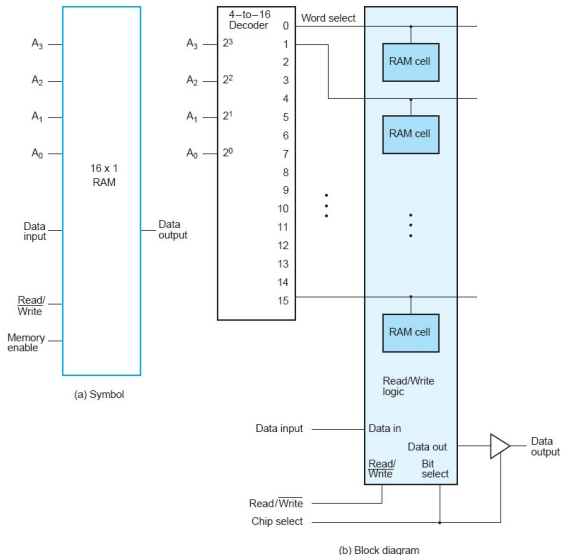 A3
A2
A1
A0
16 x 1
RAM
Data
input
Data
output
Read/
Write
Memory
enable
(a) Symbol
4–to–16
Decoder
A3
A2
A1
A0
2³
2²
2¹
2⁰
0
1
2
3
4
5
6
7
8
9
10
11
12
13
14
15
Word select
RAM cell
RAM cell
RAM cell
Read/Write
logic
Data input
Data in
Data out
Data
output
Read/
Write
Bit
select
Read/Write
Chip select
(b) Block diagram